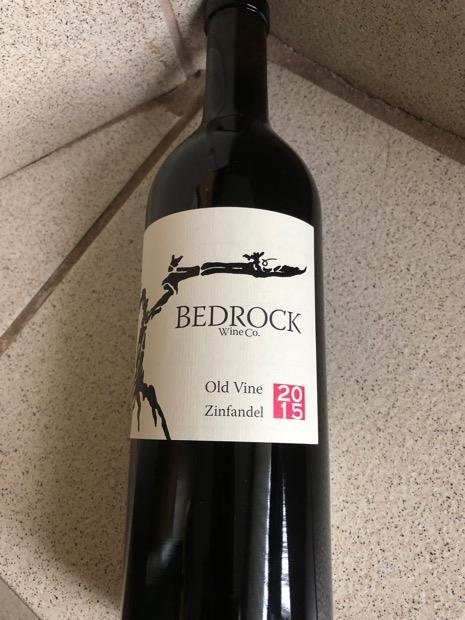 BEDROCK
Wine Co.
Old Vine
Zinfandel
20
15